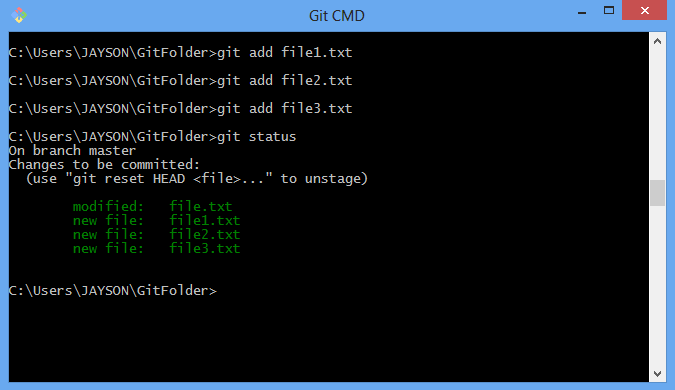 Git CMD
C:\Users\JAYSON\GitFolder>git add file1.txt
C:\Users\JAYSON\GitFolder>git add file2.txt
C:\Users\JAYSON\GitFolder>git add file3.txt
C:\Users\JAYSON\GitFolder>git status
On branch master
Changes to be committed:
  (use "git reset HEAD <file>..." to unstage)
        modified:   file.txt
        new file:   file1.txt
        new file:   file2.txt
        new file:   file3.txt
C:\Users\JAYSON\GitFolder>